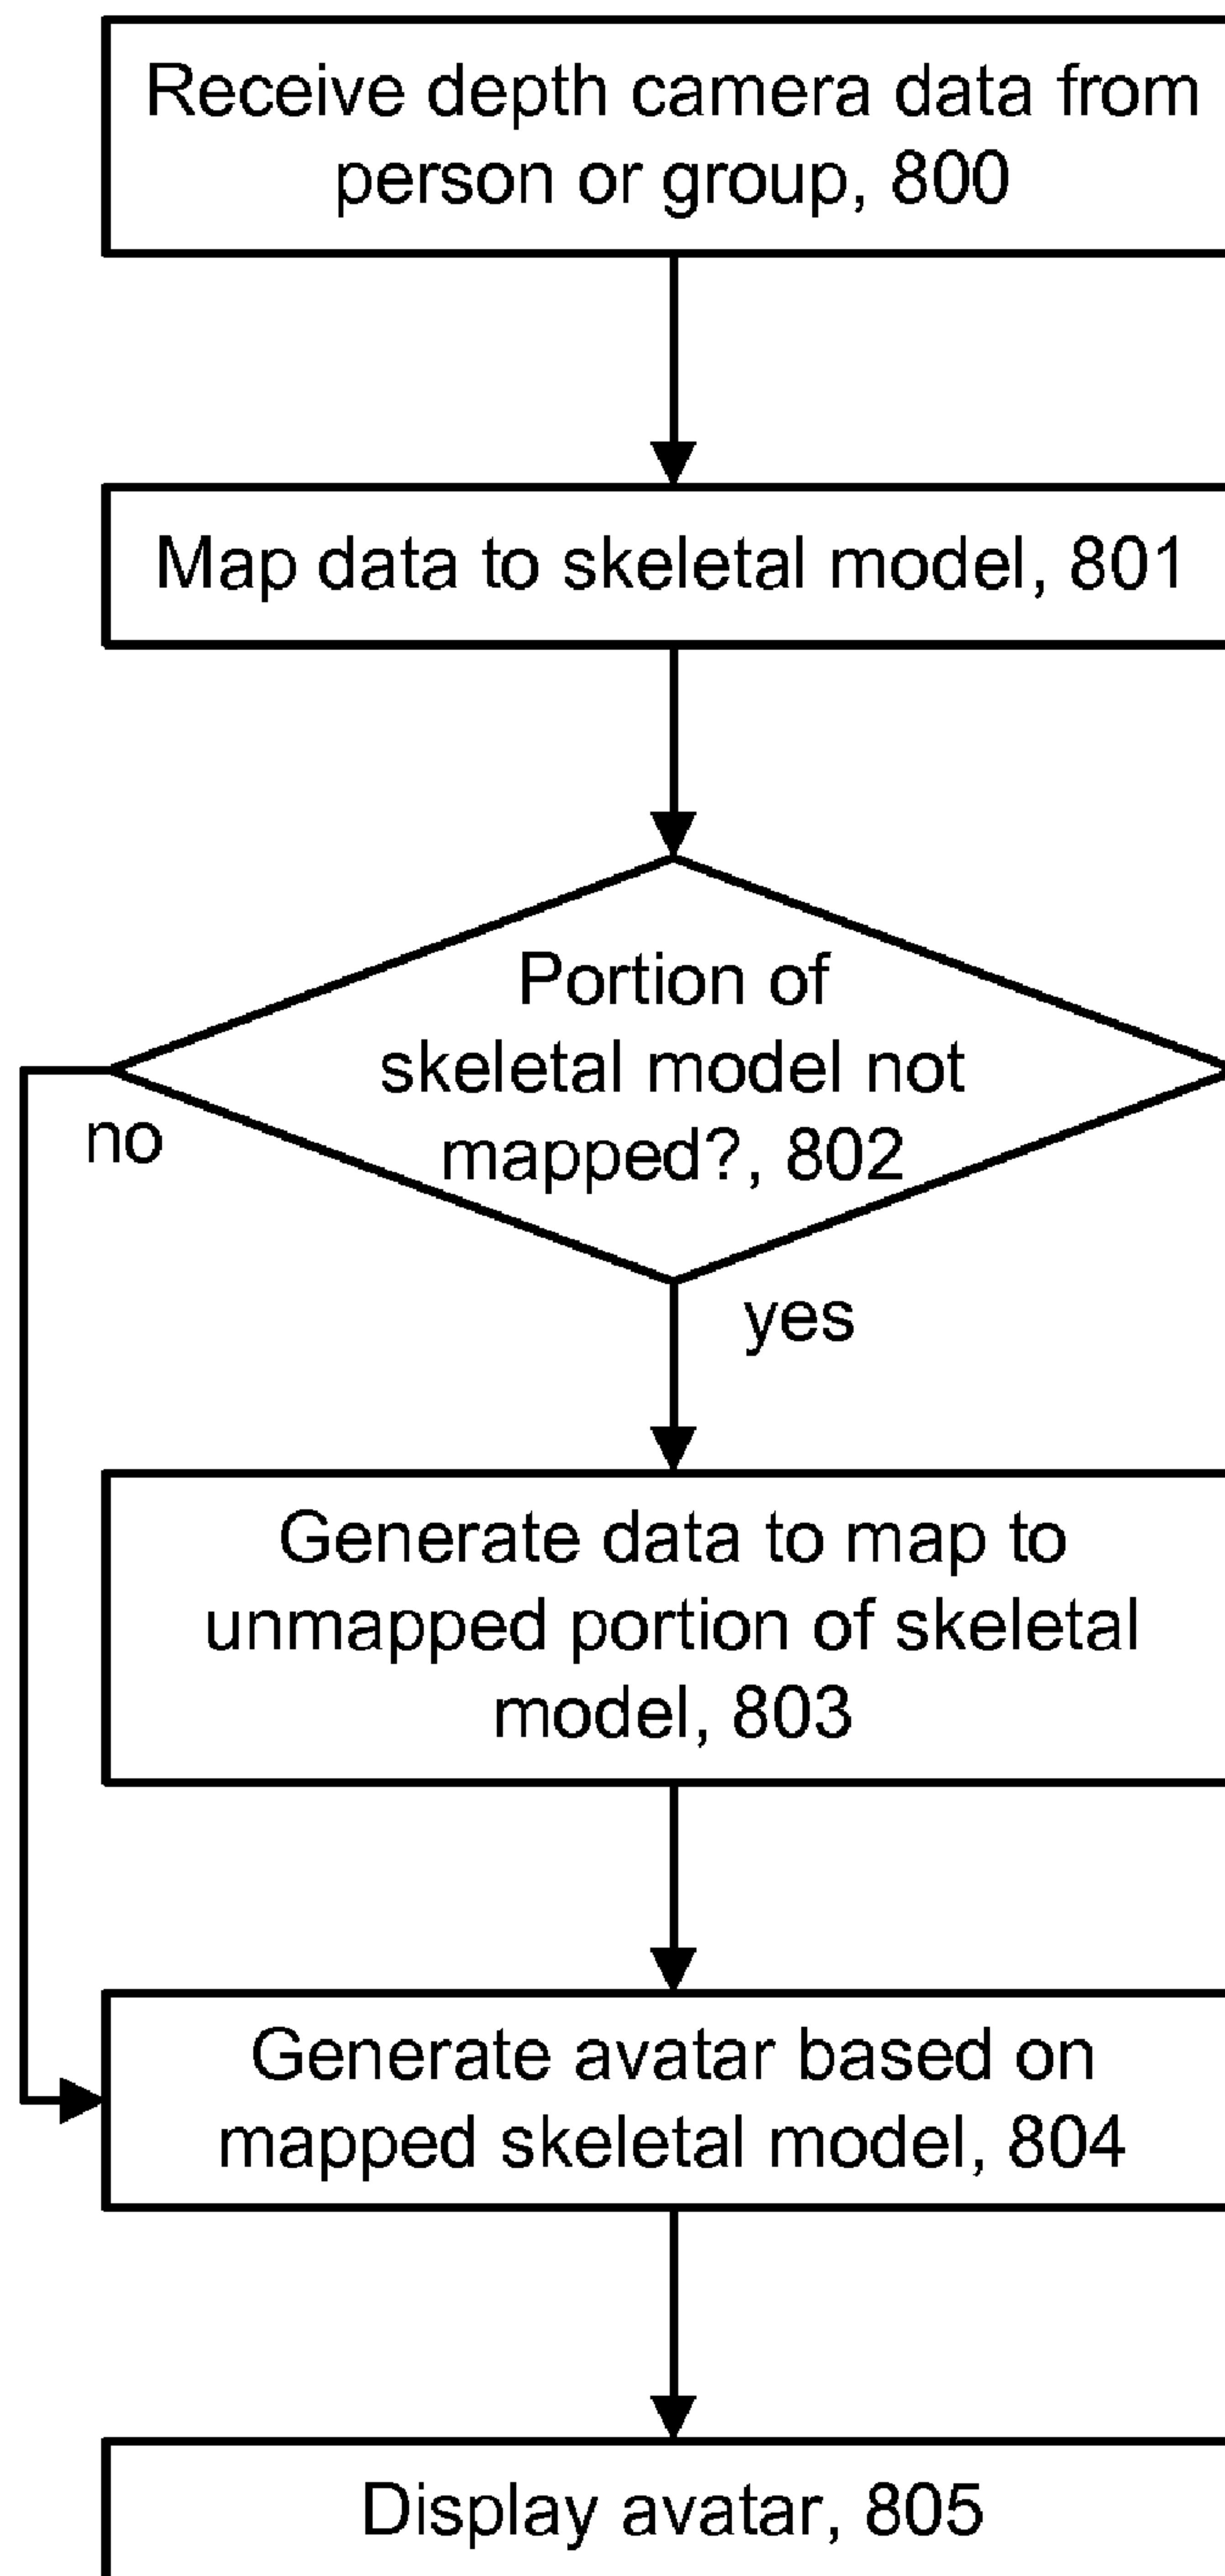 Receive depth camera data from
person or group, 800
Map data to skeletal model, 801
Portion of
skeletal model not
mapped?, 802
no
yes
Generate data to map to
unmapped portion of skeletal
model, 803
Generate avatar based on
mapped skeletal model, 804
Display avatar, 805